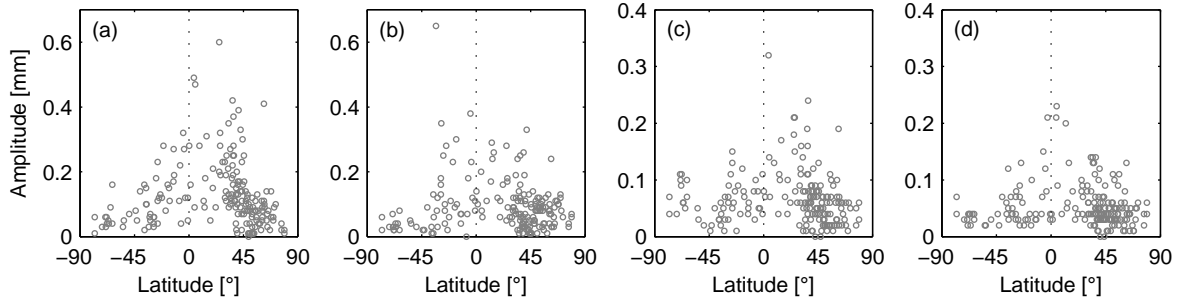 (a) (b) (c) (d)
Amplitude [mm]
0.6 0.4 0.2 0
0.6 0.4 0.2 0
0.4 0.3 0.2 0.1 0
0.4 0.3 0.2 0.1 0
−90 −45 0 45 90 −90 −45 0 45 90 −90 −45 0 45 90 −90 −45 0 45 90
Latitude [°] Latitude [°] Latitude [°] Latitude [°]